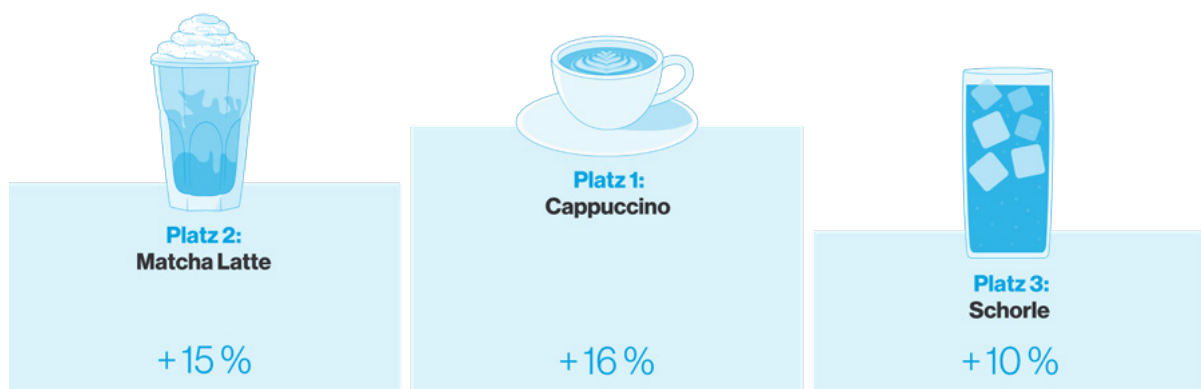 Platz 2:
Matcha Latte
+15 %
Platz 1:
Cappuccino
+16 %
Platz 3:
Schorle
+10 %